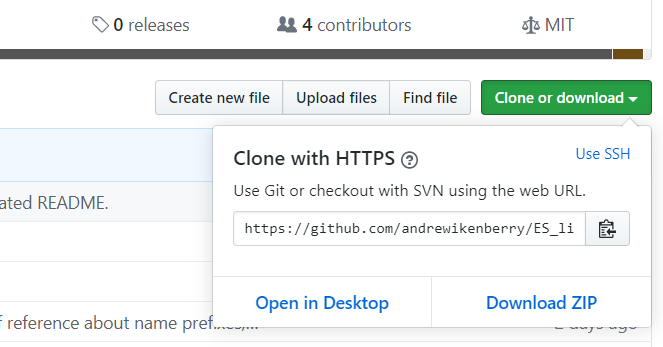 0 releases 4 contributors MIT
Create new file Upload files Find file Clone or download
Clone with HTTPS ? Use SSH
Use Git or checkout with SVN using the web URL.
ated README.
https://github.com/andrewikenberry/ES_li
Open in Desktop Download ZIP
f reference about name prefixes,... 2 days ago